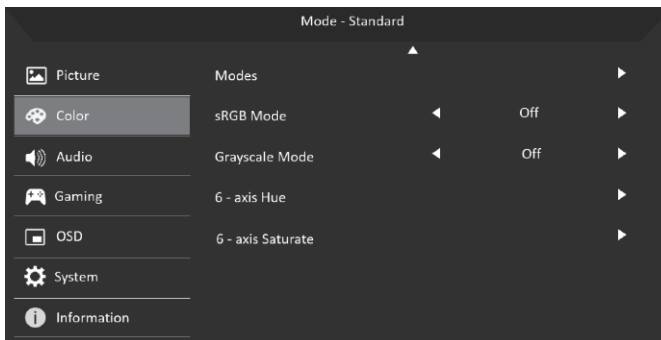 Mode - Standard
Picture
Modes
Color
sRGB Mode
Off
Audio
Grayscale Mode
Off
Gaming
6 - axis Hue
OSD
6 - axis Saturate
System
Information